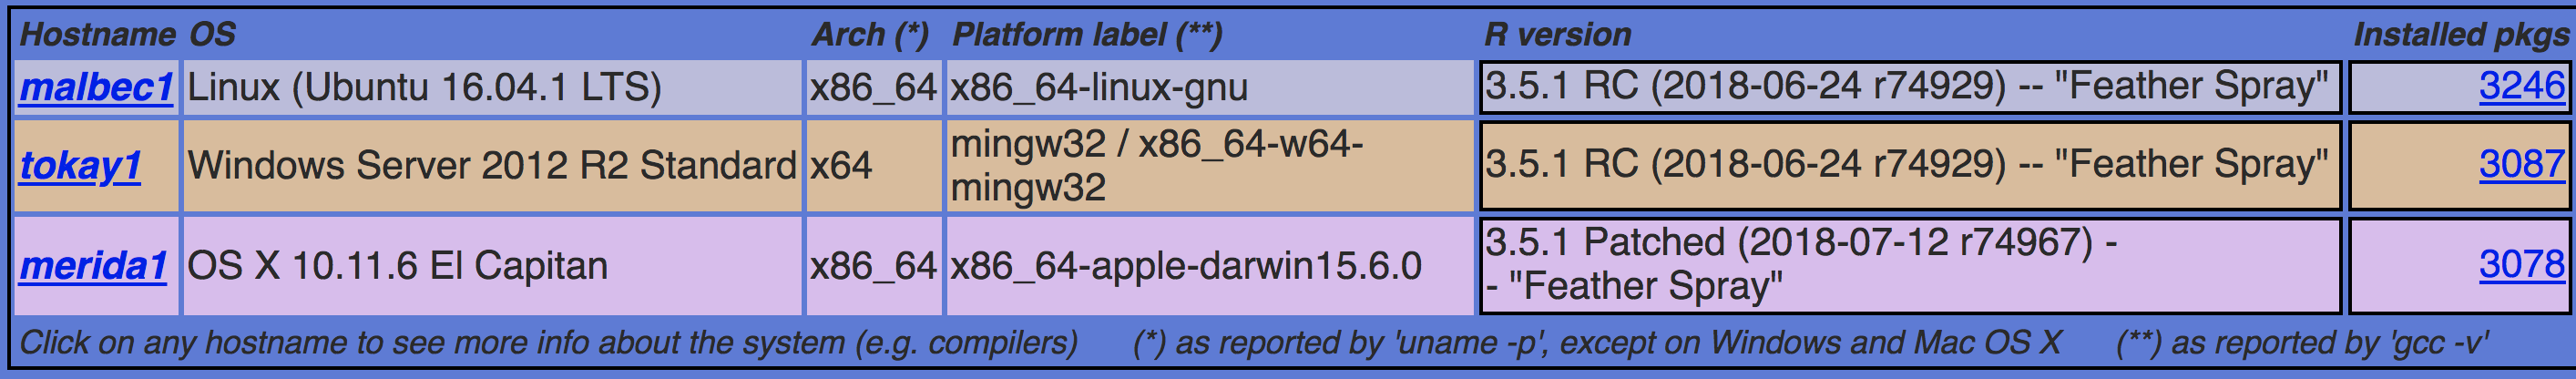 Hostname OS Arch (*) Platform label (**) R version Installed pkgs
malbec1 Linux (Ubuntu 16.04.1 LTS) x86_64 x86_64-linux-gnu 3.5.1 RC (2018-06-24 r74929) -- "Feather Spray" 3246
tokay1 Windows Server 2012 R2 Standard x64 mingw32 / x86_64-w64-
mingw32 3.5.1 RC (2018-06-24 r74929) -- "Feather Spray" 3087
merida1 OS X 10.11.6 El Capitan x86_64 x86_64-apple-darwin15.6.0 3.5.1 Patched (2018-07-12 r74967) -
- "Feather Spray" 3078
Click on any hostname to see more info about the system (e.g. compilers) (*) as reported by 'uname -p', except on Windows and Mac OS X (**) as reported by 'gcc -v'